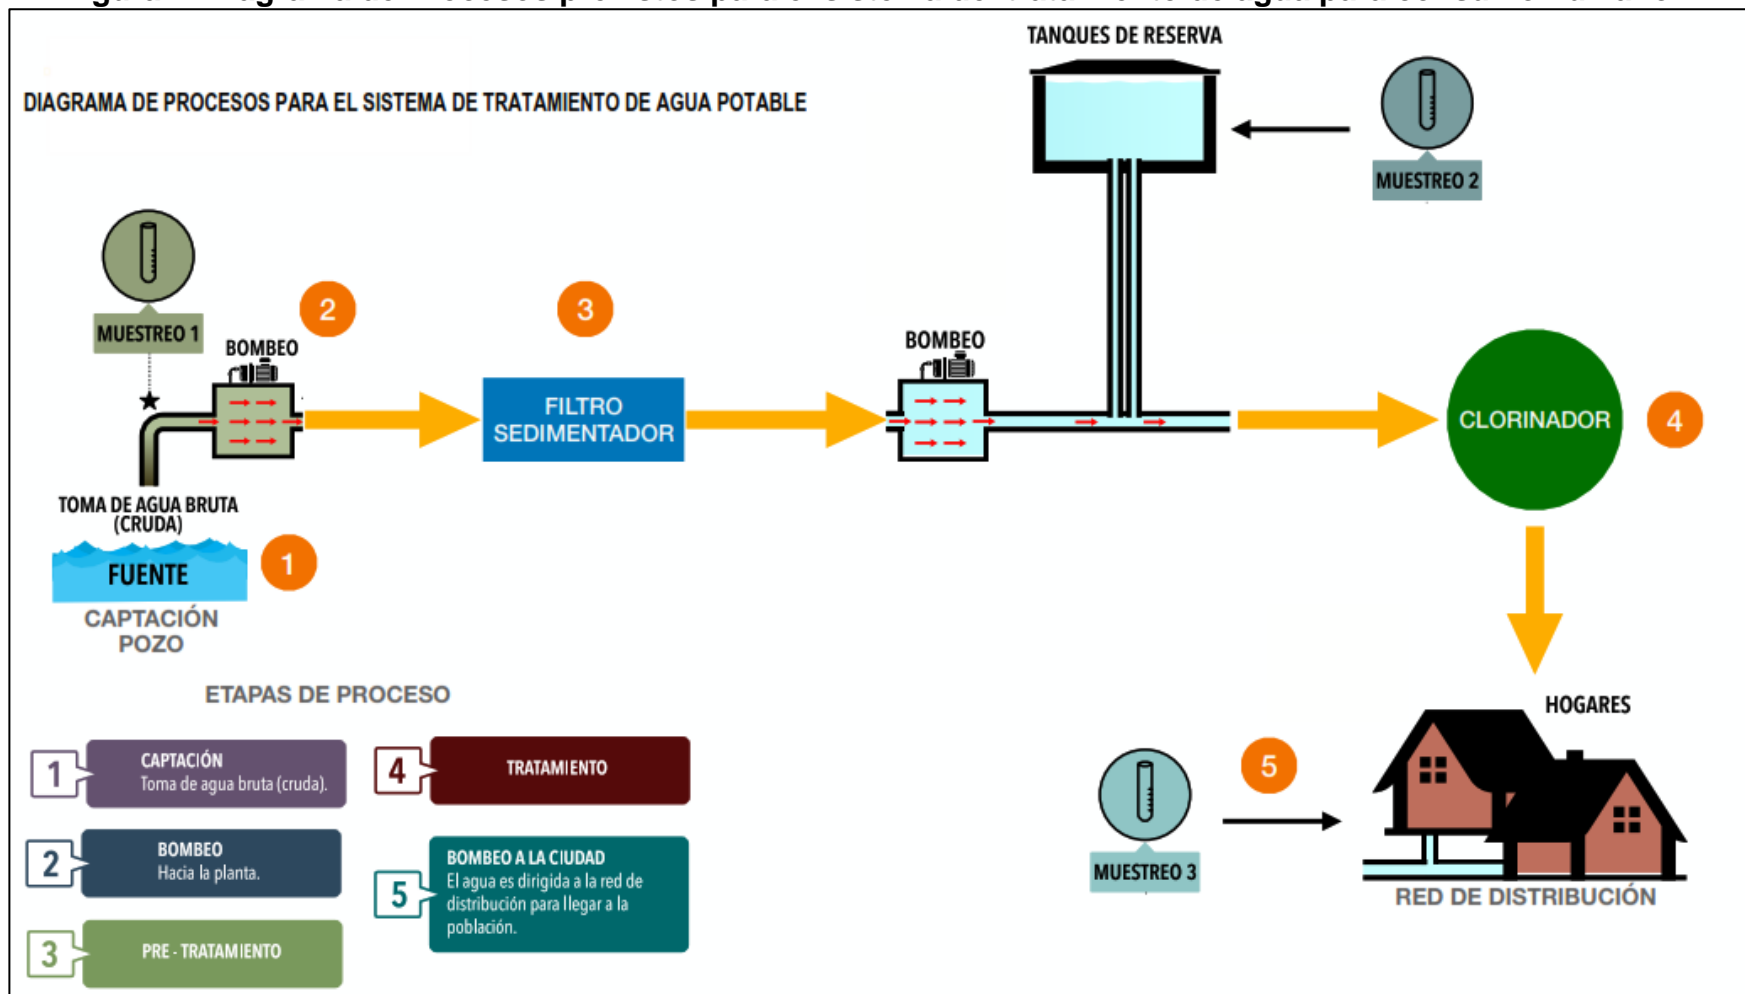 DIAGRAMA DE PROCESOS PARA EL SISTEMA DE TRATAMIENTO DE AGUA POTABLE
TANQUES DE RESERVA
MUESTREO 2
MUESTREO 1
BOMBEO
2
3
FILTRO
SEDIMENTADOR
BOMBEO
CLORINADOR
4
TOMA DE AGUA BRUTA
(CRUDA)
FUENTE
1
CAPTACIÓN
POZO
ETAPAS DE PROCESO
1
CAPTACIÓN
Toma de agua bruta (cruda).
2
BOMBEO
Hacia la planta.
3
PRE - TRATAMIENTO
4
TRATAMIENTO
5
BOMBEO A LA CIUDAD
El agua es dirigida a la red de
distribución para llegar a la
población.
HOGARES
5
MUESTREO 3
RED DE DISTRIBUCIÓN